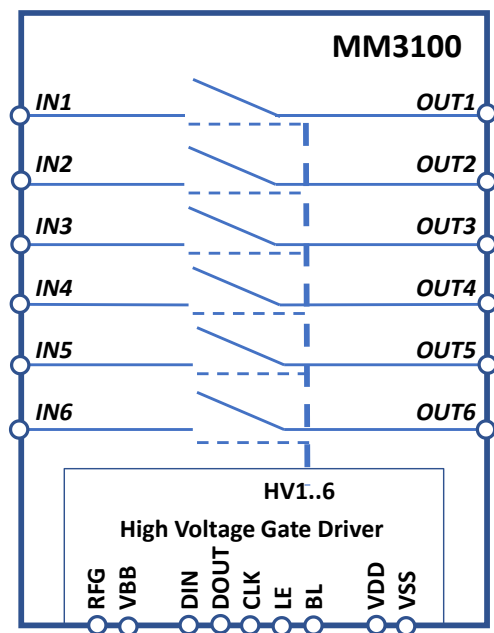 MM3100
IN1 OUT1
IN2 OUT2
IN3 OUT3
IN4 OUT4
IN5 OUT5
IN6 OUT6
HV1..6
High Voltage Gate Driver
RFG VBB DIN DOUT CLK LE BL VDD VSS